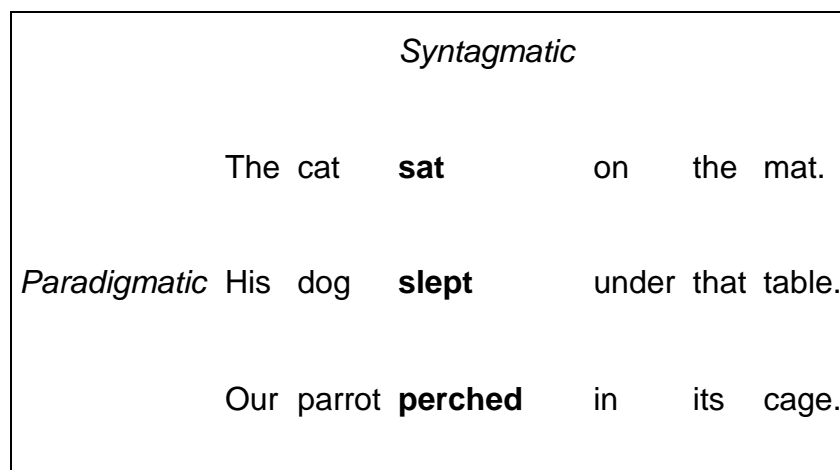 Syntagmatic
The cat sat on the mat.
Paradigmatic His dog slept under that table.
Our parrot perched in its cage.